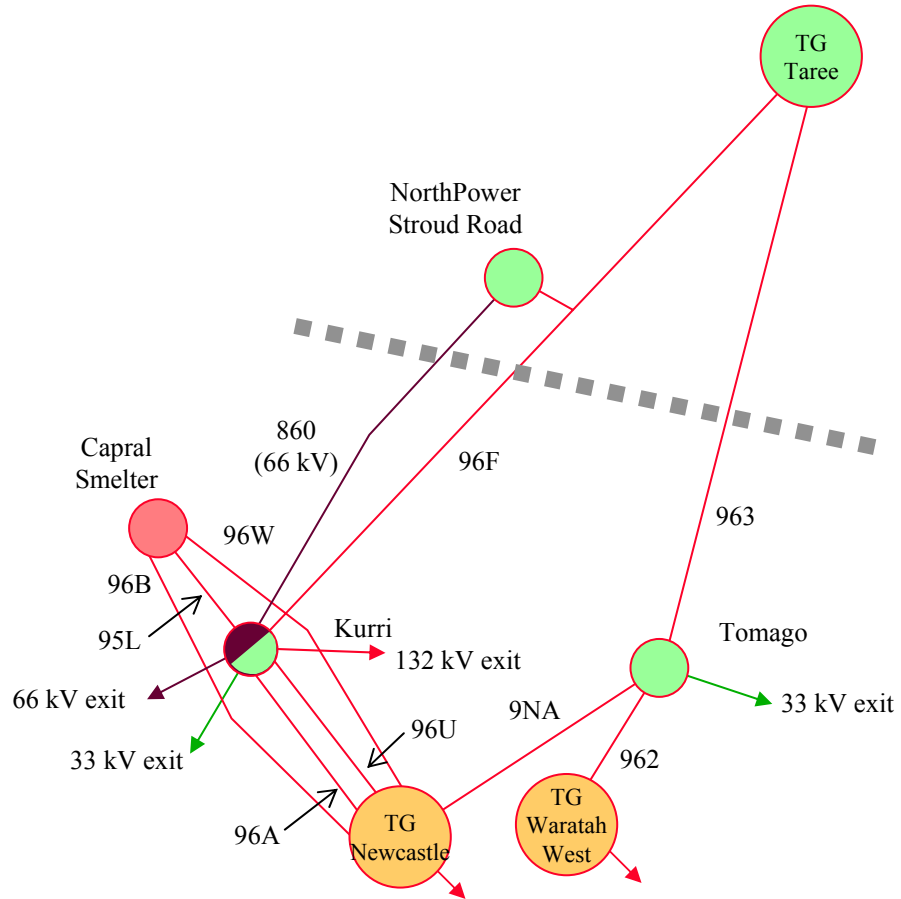 TG
Taree
NorthPower
Stroud Road
860
(66 kV)
96F
Capral
Smelter
963
96W
96B
95L
Kurri
Tomago
132 kV exit
66 kV exit
33 kV exit
9NA
33 kV exit
96U
962
TG
Waratah
West
TG
Newcastle
96A